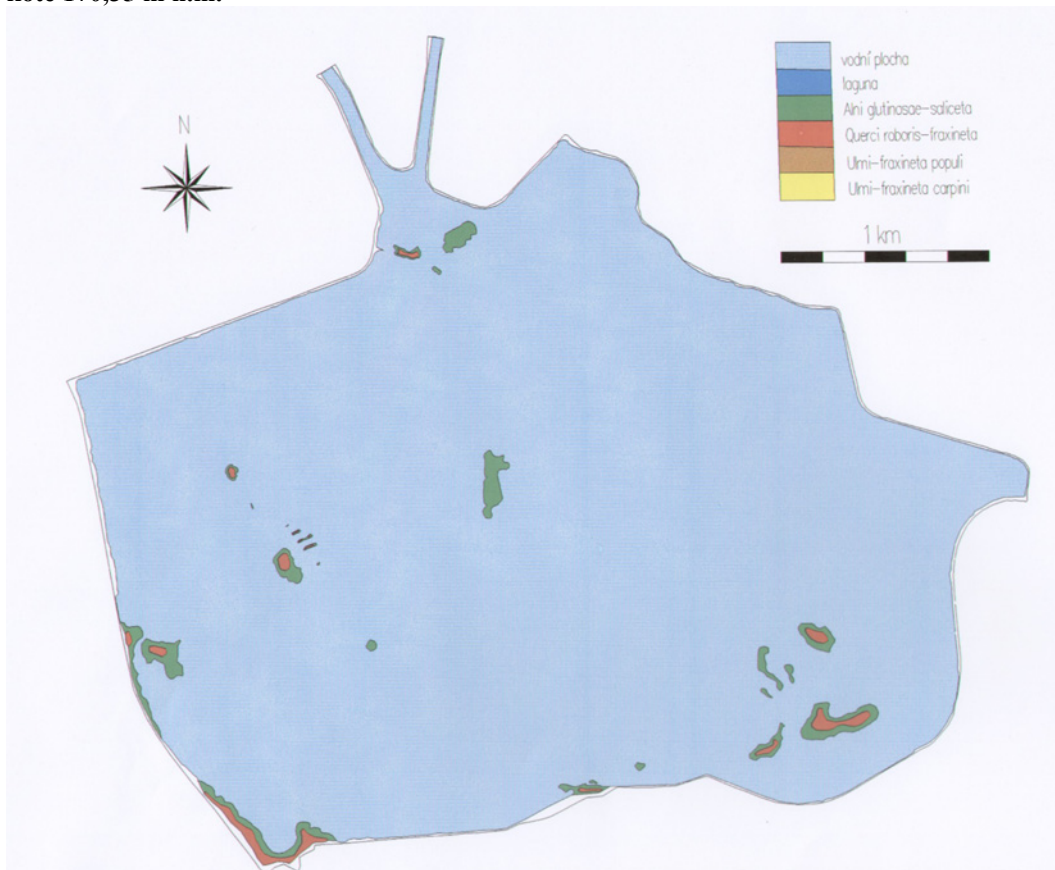 vodní plocha
laguna
Alni glutinosae-saliceta
Querci roboris-fraxineta
Ulmi-fraxineta populi
Ulmi-fraxineta carpini
N
1 km